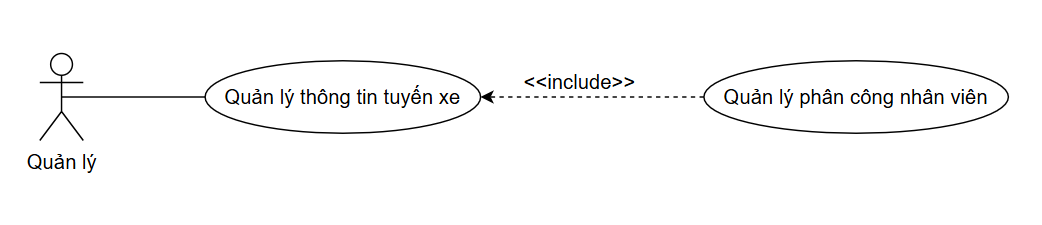 <<include>>
Quản lý thông tin tuyến xe
Quản lý phân công nhân viên
Quản lý